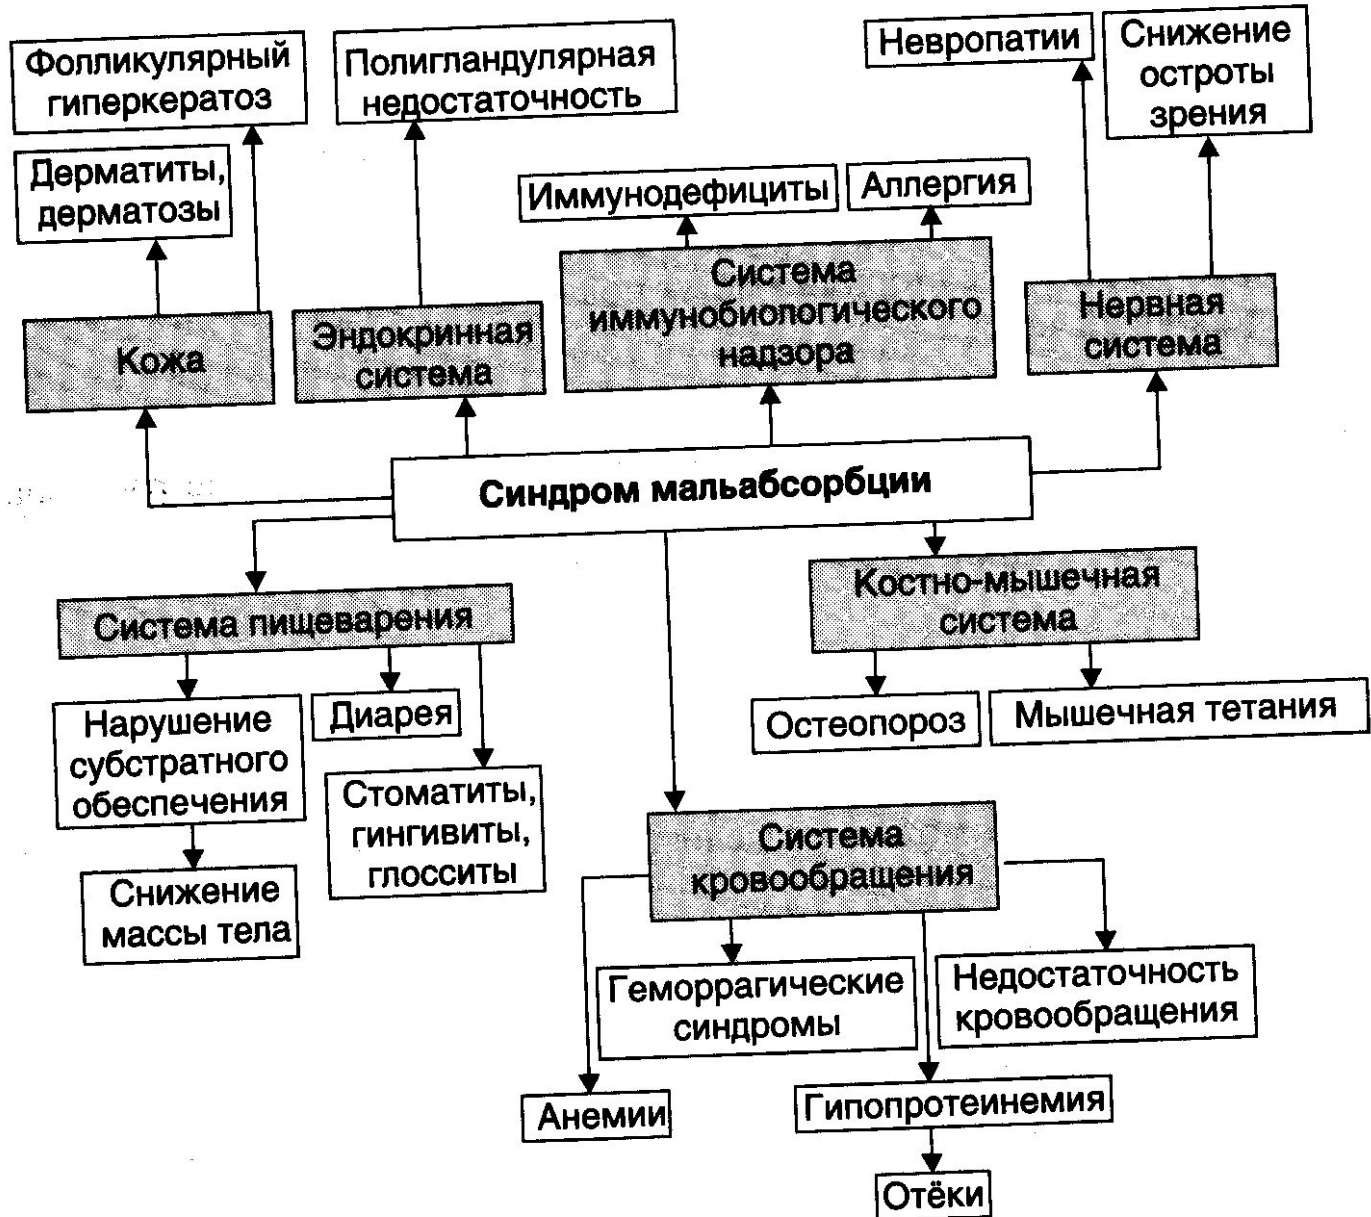 Фолликулярный
гиперкератоз
Полигландулярная
недостаточность
Невропатии
Снижение
остроты
зрения
Дерматиты,
дерматозы
Иммунодефициты
Аллергия
Кожа
Эндокринная
система
Система
иммунобиологического
надзора
Нервная
система
Синдром мальабсорбции
Система пищеварения
Костно-мышечная
система
Нарушение
субстратного
обеспечения
Диарея
Стоматиты,
гингивиты,
глосситы
Остеопороз
Мышечная тетания
Снижение
массы тела
Система
кровообращения
Геморрагические
синдромы
Недостаточность
кровообращения
Анемии
Гипопротеинемия
Отёки